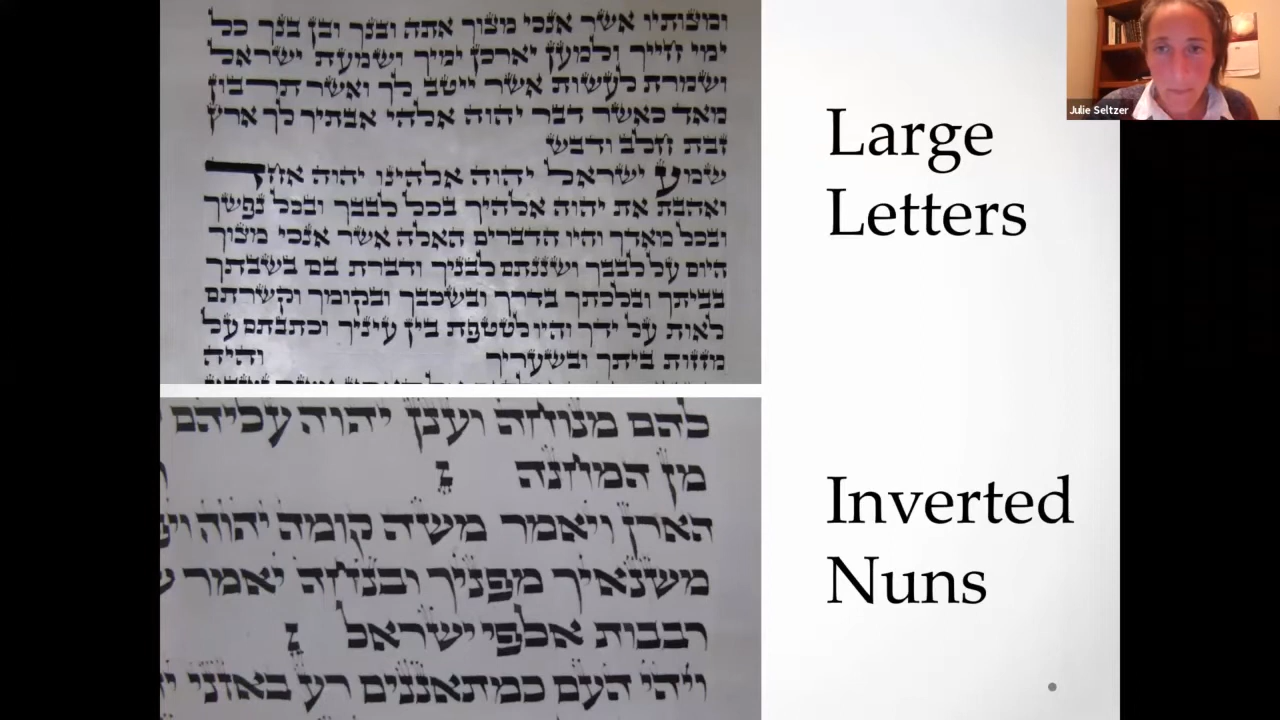 ומצותיו אשר אנכי מצוך אתה ובנך ובן בנך כל
ימי חייך ולמען יארכן ימיך ושמעת ישראל
ושמרת לעשות אשר ייטב לך ואשר תרבון
מאד כאשר דבר יהוה אלהי אבתיך לך ארץ
זבת חלב ודבש
שמע ישראל יהוה אלהינו יהוה אחד
ואהבת את יהוה אלהיך בכל לבבך ובכל נפשך
ובכל מאדך והיו הדברים האלה אשר אנכי מצוך
היום על לבבך ושננתם לבניך ודברת בם בשבתך
בביתך ובלכתך בדרך ובשכבך ובקומך וקשרתם
לאות על ידך והיו לטטפת בין עיניך וכתבתם על
מזזות ביתך ובשעריך והיה
Large
Letters
להם מנוחה וענן יהוה עליהם
מן המחנה ׆
הארן ויאמר משה קומה יהוה
משנאיך מפניך ובנחה יאמר
רבבות אלפי ישראל ׆
ויהי העם כמתאננים רע באזני
Inverted
Nuns
Julie Seltzer